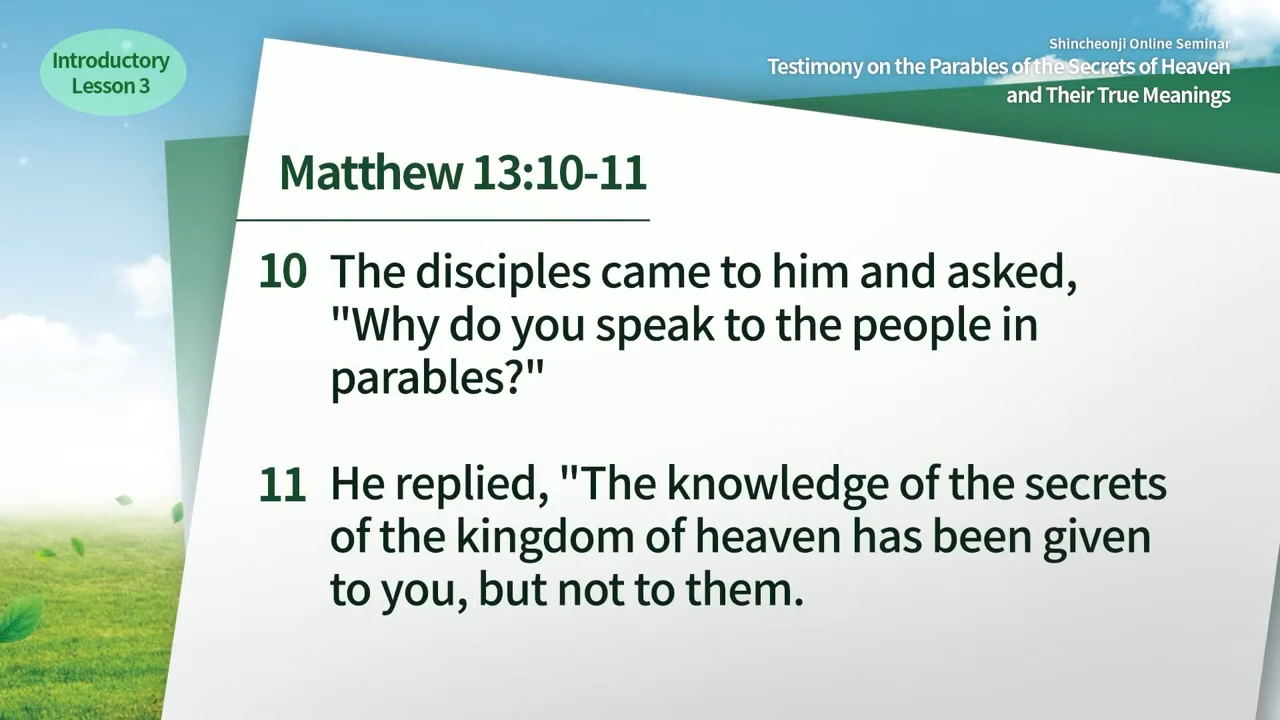 Introductory
Lesson 3
Shincheonji Online Seminar
Testimony on the Parables of the Secrets of Heaven
and Their True Meanings
Matthew 13:10-11
10 The disciples came to him and asked,
"Why do you speak to the people in
parables?"
11 He replied, "The knowledge of the secrets
of the kingdom of heaven has been given
to you, but not to them.